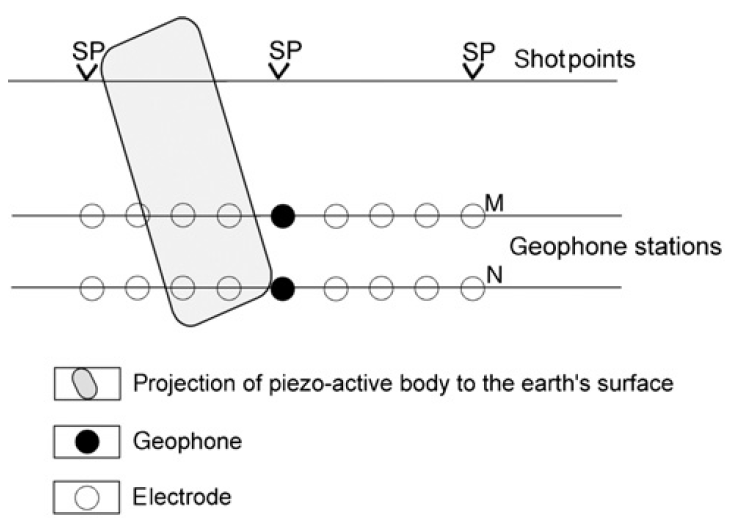 SP SP SP Shotpoints
M
Geophone stations
N
Projection of piezo-active body to the earth's surface
Geophone
Electrode